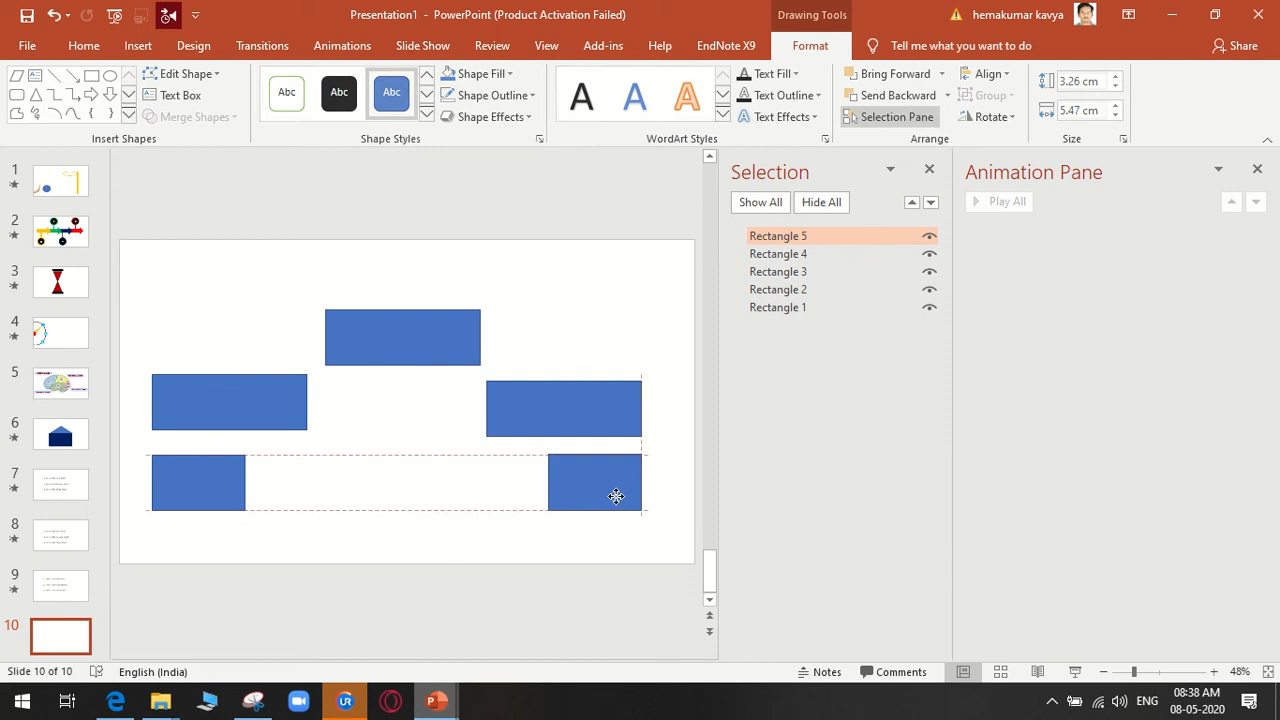 Presentation1 - PowerPoint (Product Activation Failed)
Drawing Tools
hemakumar kavya
File Home Insert Design Transitions Animations Slide Show Review View Add-ins Help EndNote X9 Format Tell me what you want to do Share
Edit Shape
Text Box
Merge Shapes
Insert Shapes
Abc Abc Abc
Shape Fill
Shape Outline
Shape Effects
Shape Styles
A A A
Text Fill
Text Outline
Text Effects
WordArt Styles
Bring Forward
Send Backward
Selection Pane
Align
Group
Rotate
Arrange
3.26 cm
5.47 cm
Size
1
2
3
4
5
6
7
8
9
10
Selection
Show All Hide All
Rectangle 5
Rectangle 4
Rectangle 3
Rectangle 2
Rectangle 1
Animation Pane
Play All
Slide 10 of 10 English (India) Notes Comments 48%
UR
ENG
08:38 AM
08-05-2020